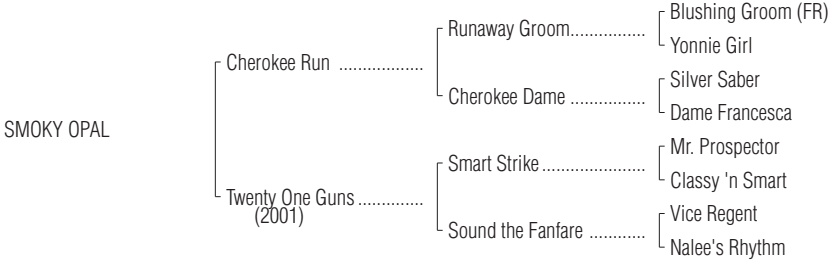 Blushing Groom (FR)
Runaway Groom................
Yonnie Girl
Cherokee Run ..................
Silver Saber
Cherokee Dame ................
Dame Francesca
SMOKY OPAL
Mr. Prospector
Smart Strike......................
Classy 'n Smart
Twenty One Guns ..............
(2001)
Vice Regent
Sound the Fanfare ............
Nalee's Rhythm